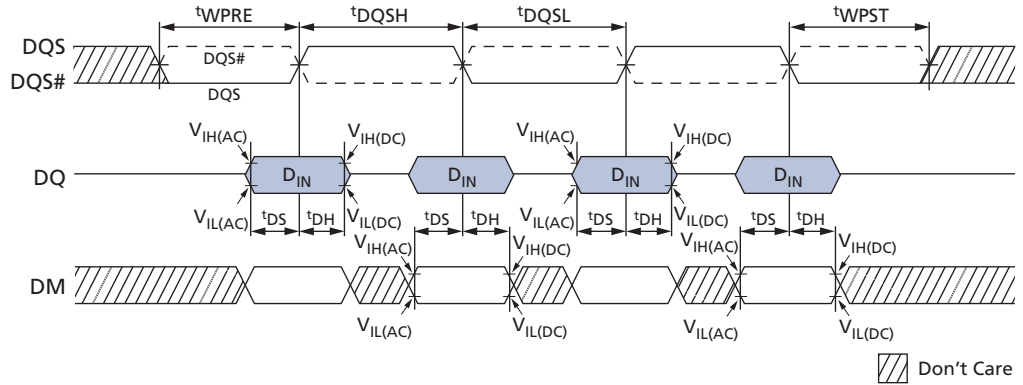 tWPRE tDQSH tDQSL tWPST
DQS
DQS#
DQS#
DQS
VIH(AC) VIH(DC) VIH(AC) VIH(DC)
DQ DIN DIN DIN DIN
VIL(AC) VIL(DC) VIL(AC) VIL(DC)
tDS tDH tDS tDH tDS tDH tDS tDH
VIH(AC) VIH(DC) VIH(AC) VIH(DC)
DM
VIL(AC) VIL(DC) VIL(AC) VIL(DC)
Don't Care